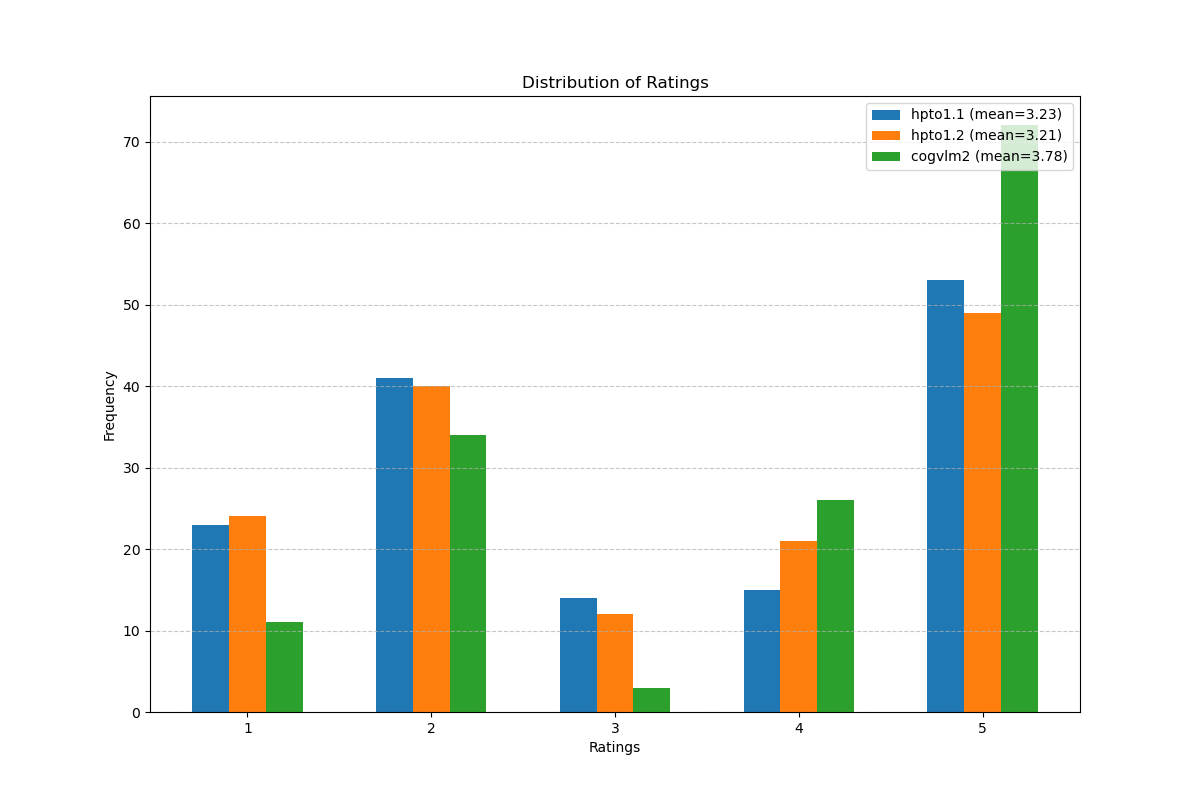 Distribution of Ratings
hpto1.1 (mean=3.23)
hpto1.2 (mean=3.21)
cogvlm2 (mean=3.78)
70
60
50
40
30
20
10
0
Frequency
1 2 3 4 5
Ratings